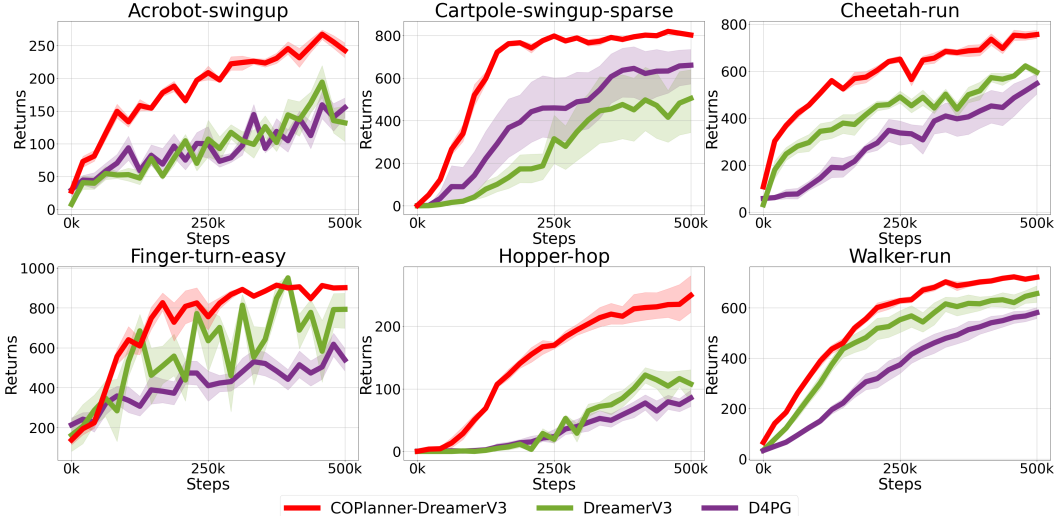 Acrobot-swingup
Returns
250
200
150
100
50
0
0k 250k 500k
Steps
Cartpole-swingup-sparse
Returns
800
600
400
200
0
0k 250k 500k
Steps
Cheetah-run
Returns
800
600
400
200
0
0k 250k 500k
Steps
Finger-turn-easy
Returns
1000
800
600
400
200
0k 250k 500k
Steps
Hopper-hop
Returns
200
100
0
0k 250k 500k
Steps
Walker-run
Returns
600
400
200
0
0k 250k 500k
Steps
COPlanner-DreamerV3 DreamerV3 D4PG